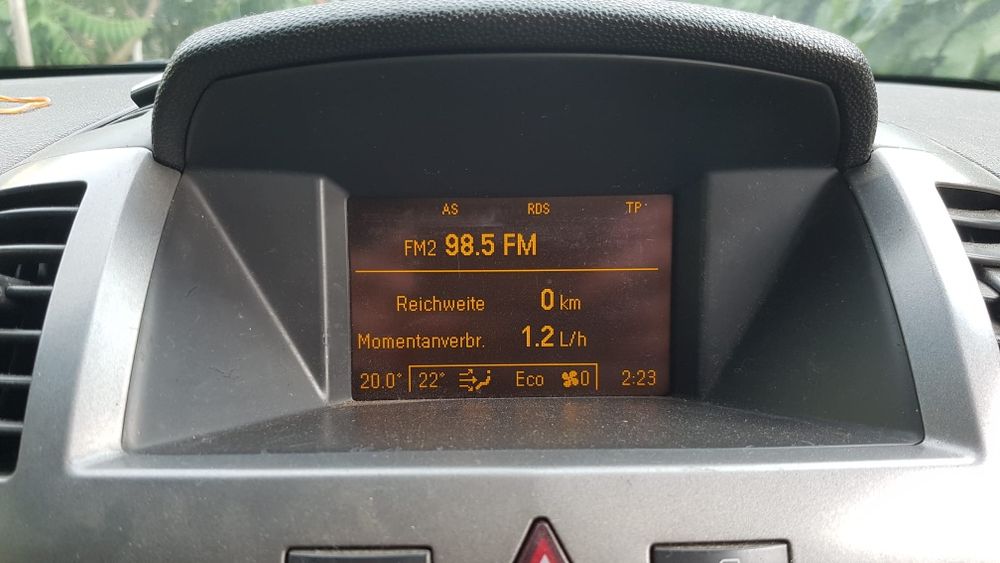 AS RDS TP
FM2 98.5 FM
Reichweite 0 km
Momentanverbr. 1.2 L/h
20.0° 22° Eco 0 2:23